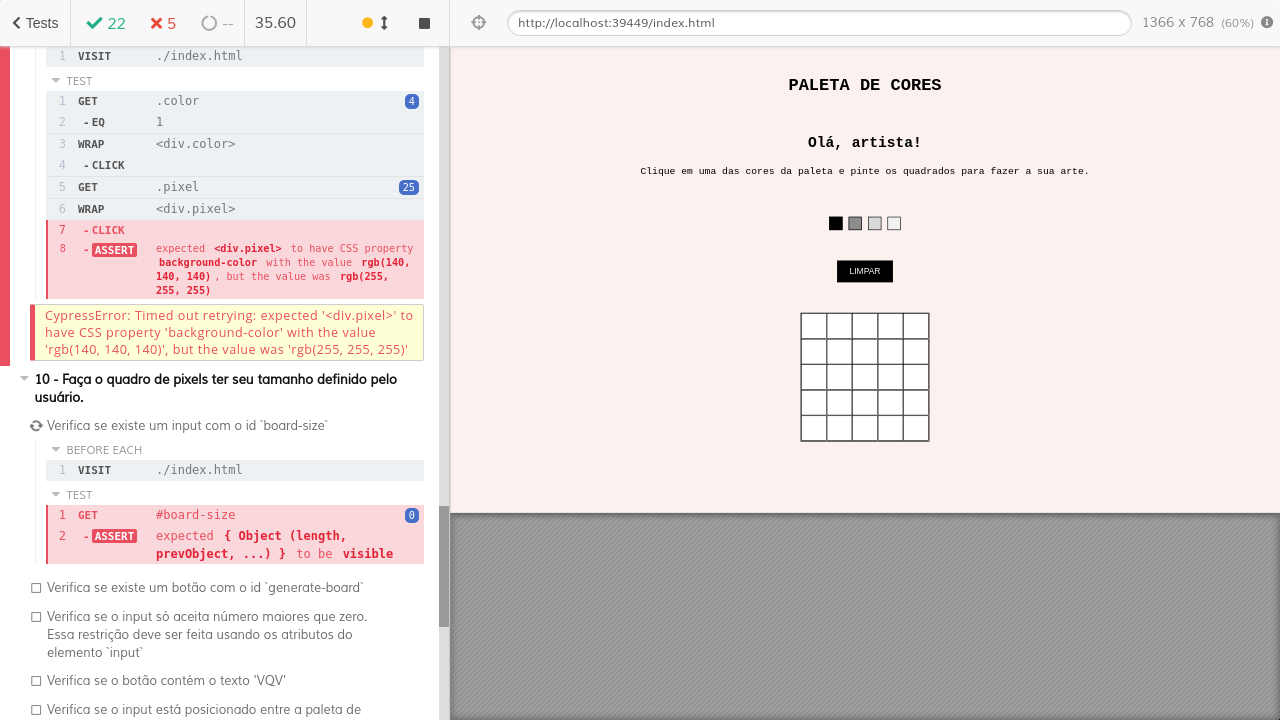 Tests 22 5 -- 35.60
1 VISIT ./index.html
TEST
1 GET .color 4
2 - EQ 1
3 WRAP <div.color>
4 - CLICK
5 GET .pixel 25
6 WRAP <div.pixel>
7 - CLICK
8 - ASSERT expected <div.pixel> to have CSS property
background-color with the value rgb(140,
140, 140) , but the value was rgb(255,
255, 255)
CypressError: Timed out retrying: expected '<div.pixel>' to
have CSS property 'background-color' with the value
'rgb(140, 140, 140)', but the value was 'rgb(255, 255, 255)'
10 - Faça o quadro de pixels ter seu tamanho definido pelo
usuário.
Verifica se existe um input com o id `board-size`
BEFORE EACH
1 VISIT ./index.html
TEST
1 GET #board-size 0
2 - ASSERT expected { Object (length,
prevObject, ...) } to be visible
Verifica se existe um botão com o id `generate-board`
Verifica se o input só aceita número maiores que zero.
Essa restrição deve ser feita usando os atributos do
elemento `input`
Verifica se o botão contém o texto 'VQV'
Verifica se o input está posicionado entre a paleta de
http://localhost:39449/index.html 1366 x 768 (60%)
PALETA DE CORES
Olá, artista!
Clique em uma das cores da paleta e pinte os quadrados para fazer a sua arte.
LIMPAR